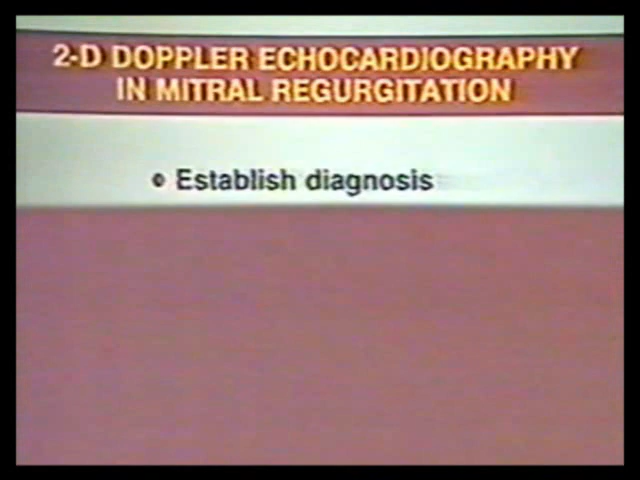 2-D DOPPLER ECHOCARDIOGRAPHY
IN MITRAL REGURGITATION
• Establish diagnosis